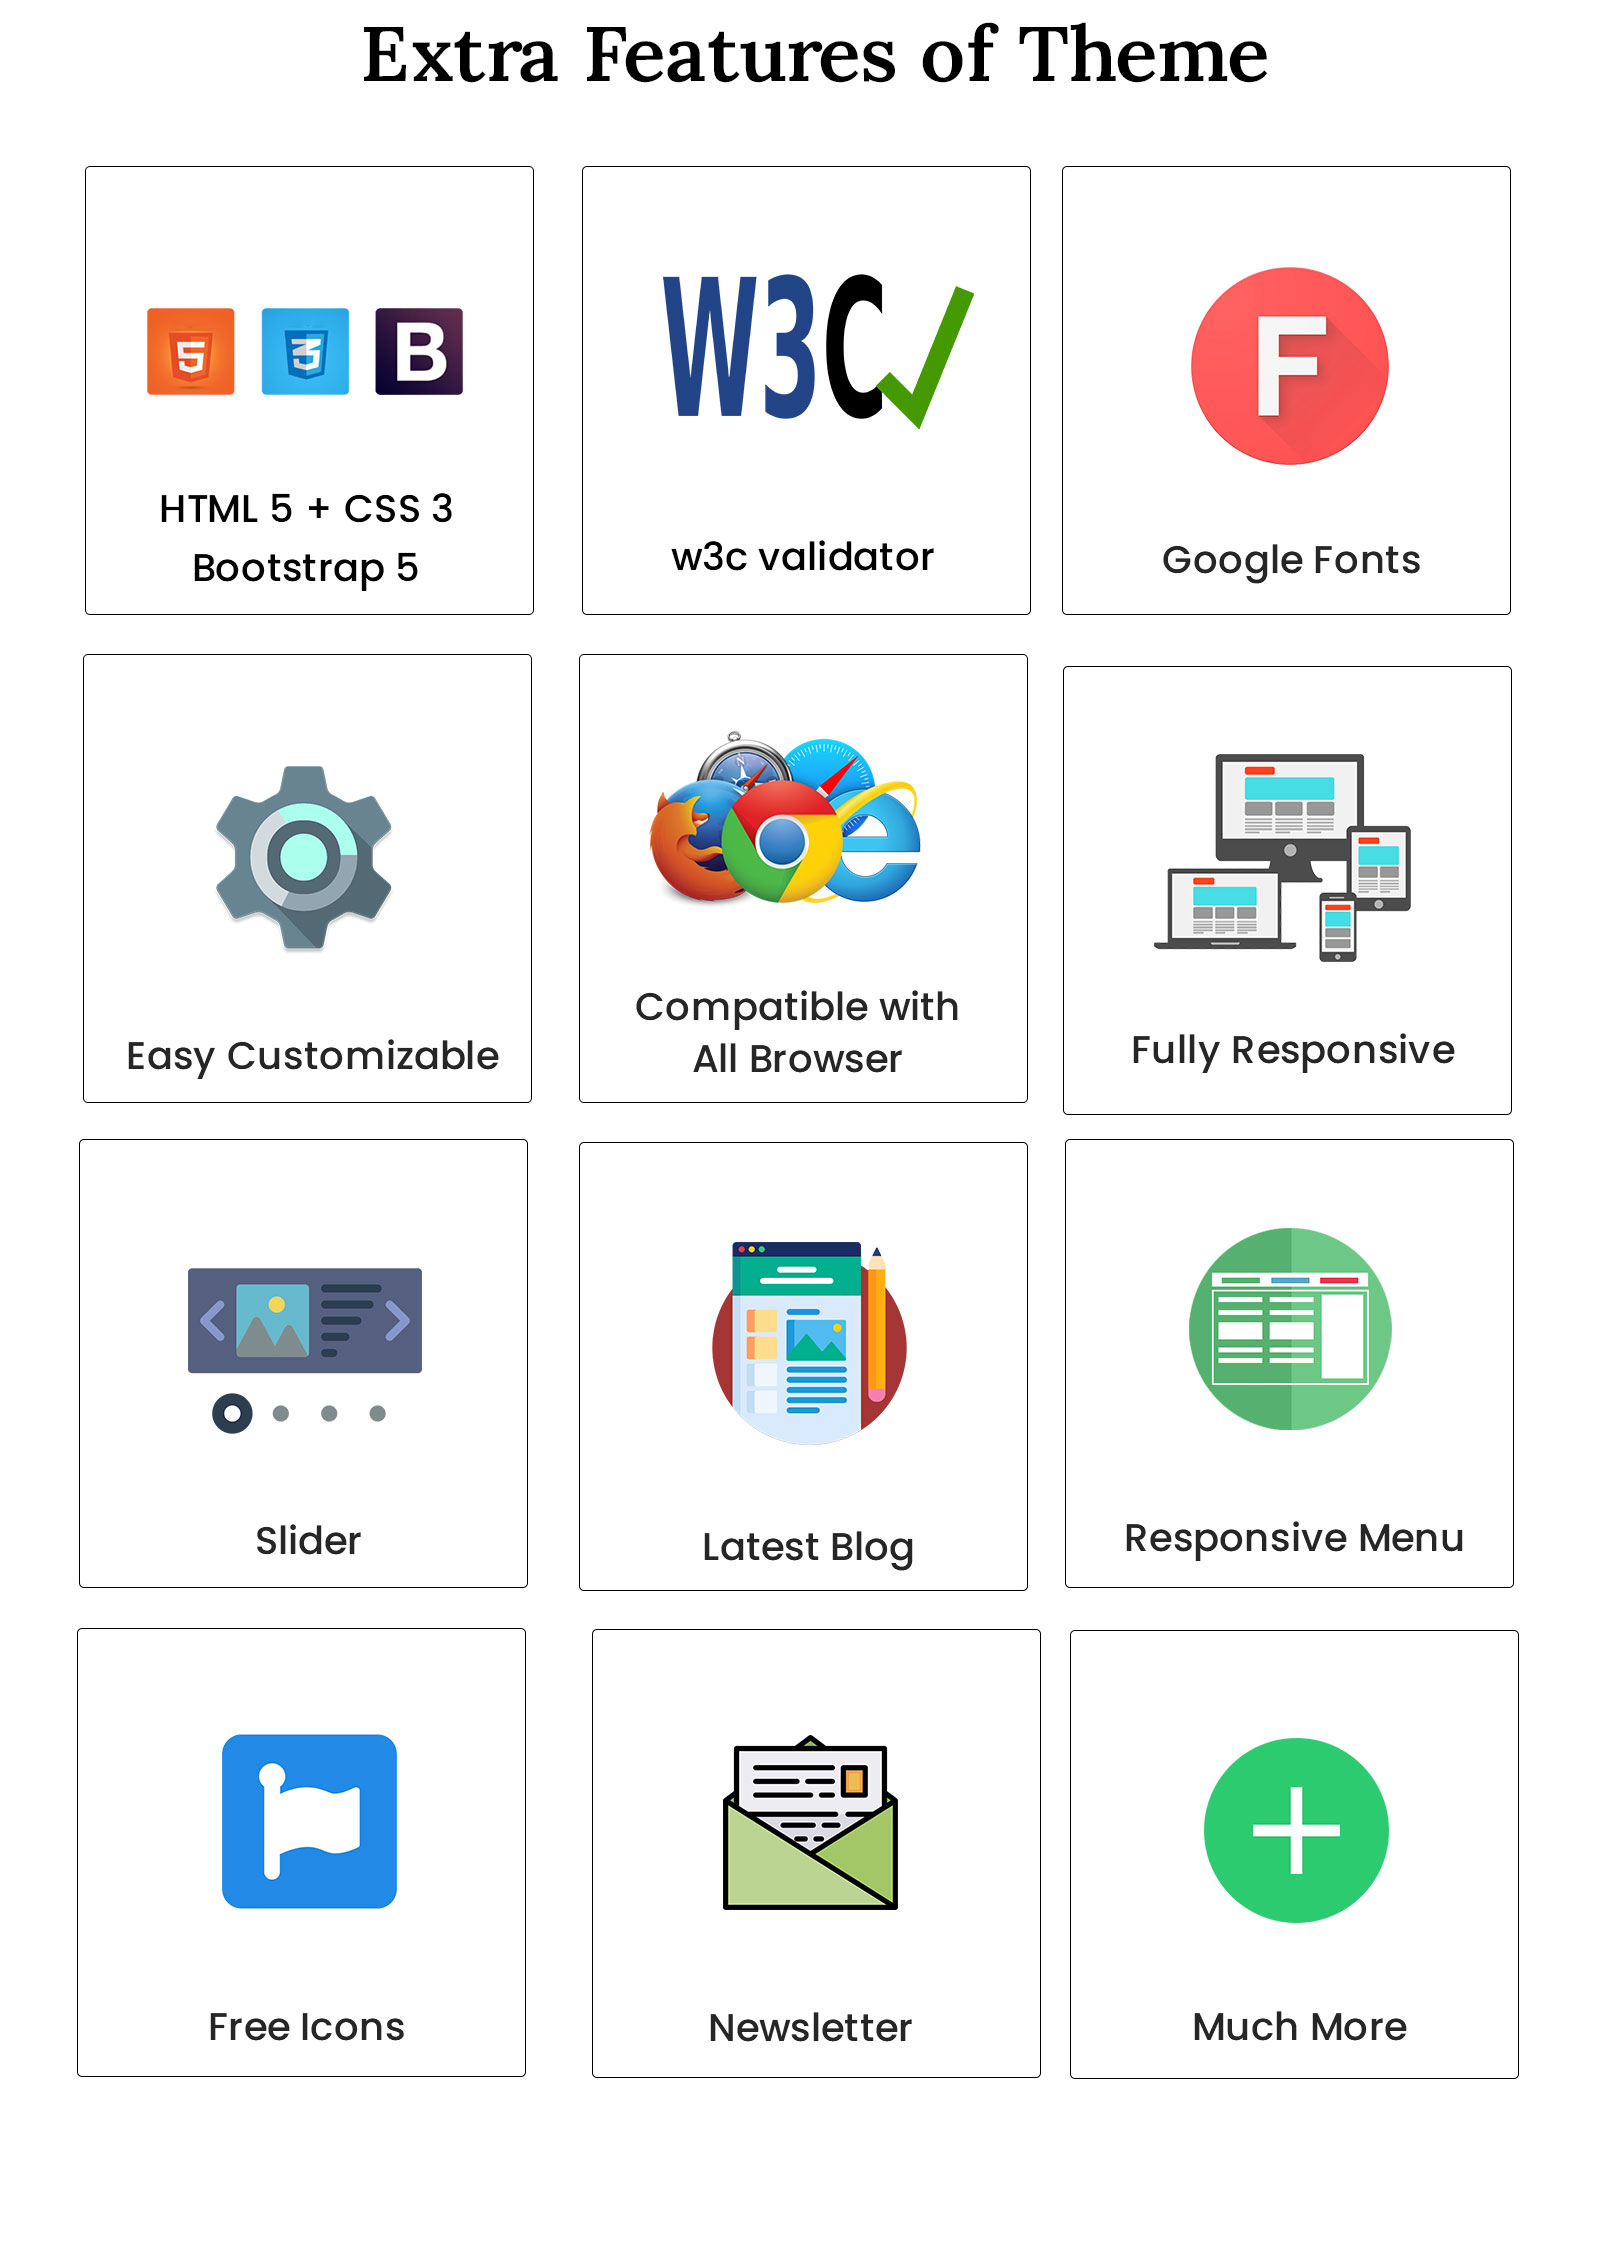 Extra Features of Theme
5 3 B
W3C
F
HTML 5 + CSS 3
Bootstrap 5
w3c validator
Google Fonts
N
e
Easy Customizable
Compatible with
All Browser
Fully Responsive
Slider
Latest Blog
Responsive Menu
Free Icons
Newsletter
Much More